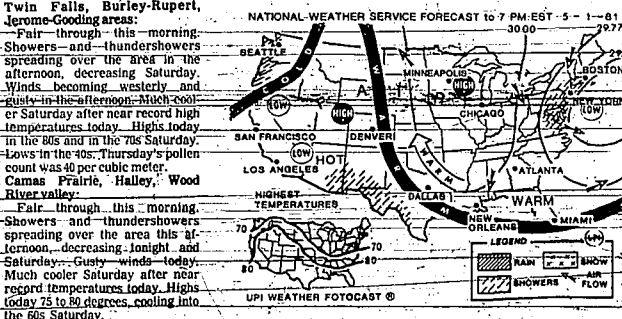 Twin Falls, Burley-Rupert,
Jerome-Gooding areas:
Fair through this morning.
Showers and thundershowers
spreading over the area in the
afternoon, decreasing Saturday.
Winds becoming westerly and
gusty in the afternoon. Much cool-
er Saturday after near record high
temperatures today. Highs today
in the 80s and in the 70s Saturday.
Lows in the 40s. Thursday's pollen
count was 40 per cubic meter.
Camas Prairie, Hailey, Wood
River valley:
Fair through this morning.
Showers and thundershowers
spreading over the area this af-
ternoon, decreasing tonight and
Saturday. Gusty winds today.
Much cooler Saturday after near
record temperatures today. Highs
today 75 to 80 degrees, cooling into
the 60s Saturday.
NATIONAL WEATHER SERVICE FORECAST to 7 PM EST 5-1-81
30.00
29.77
SEATTLE
COLD
WARM
MINNEAPOLIS
HIGH
BOSTON
NEW YORK
LOW
CHICAGO
LOW
HIGH
SAN FRANCISCO
DENVER
LOW
HOT
LOS ANGELES
WARM
ATLANTA
DALLAS
WARM
NEW
ORLEANS
MIAMI
HIGHEST
TEMPERATURES
70
80
70
80
LEGEND
RAIN
SNOW
SHOWERS
AIR
FLOW
UPI WEATHER FOTOCAST ®